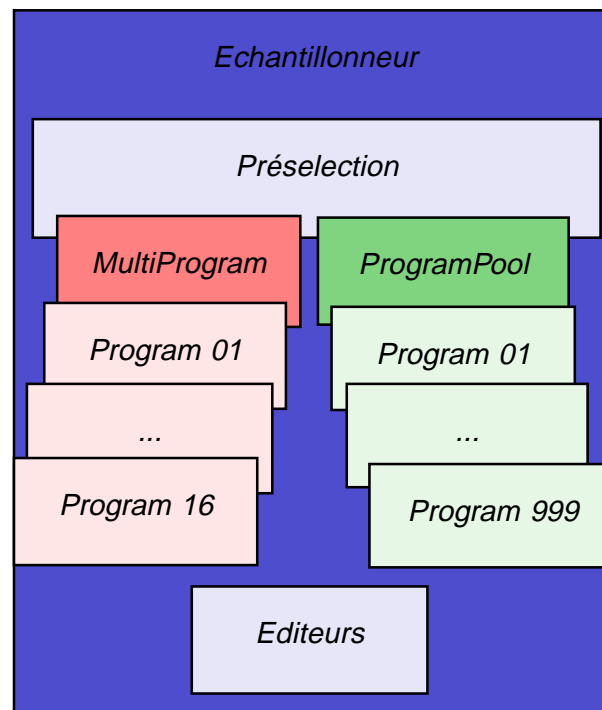 Echantillonneur
Préselection
MultiProgram
ProgramPool
Program 01
Program 01
...
...
Program 16
Program 999
Editeurs